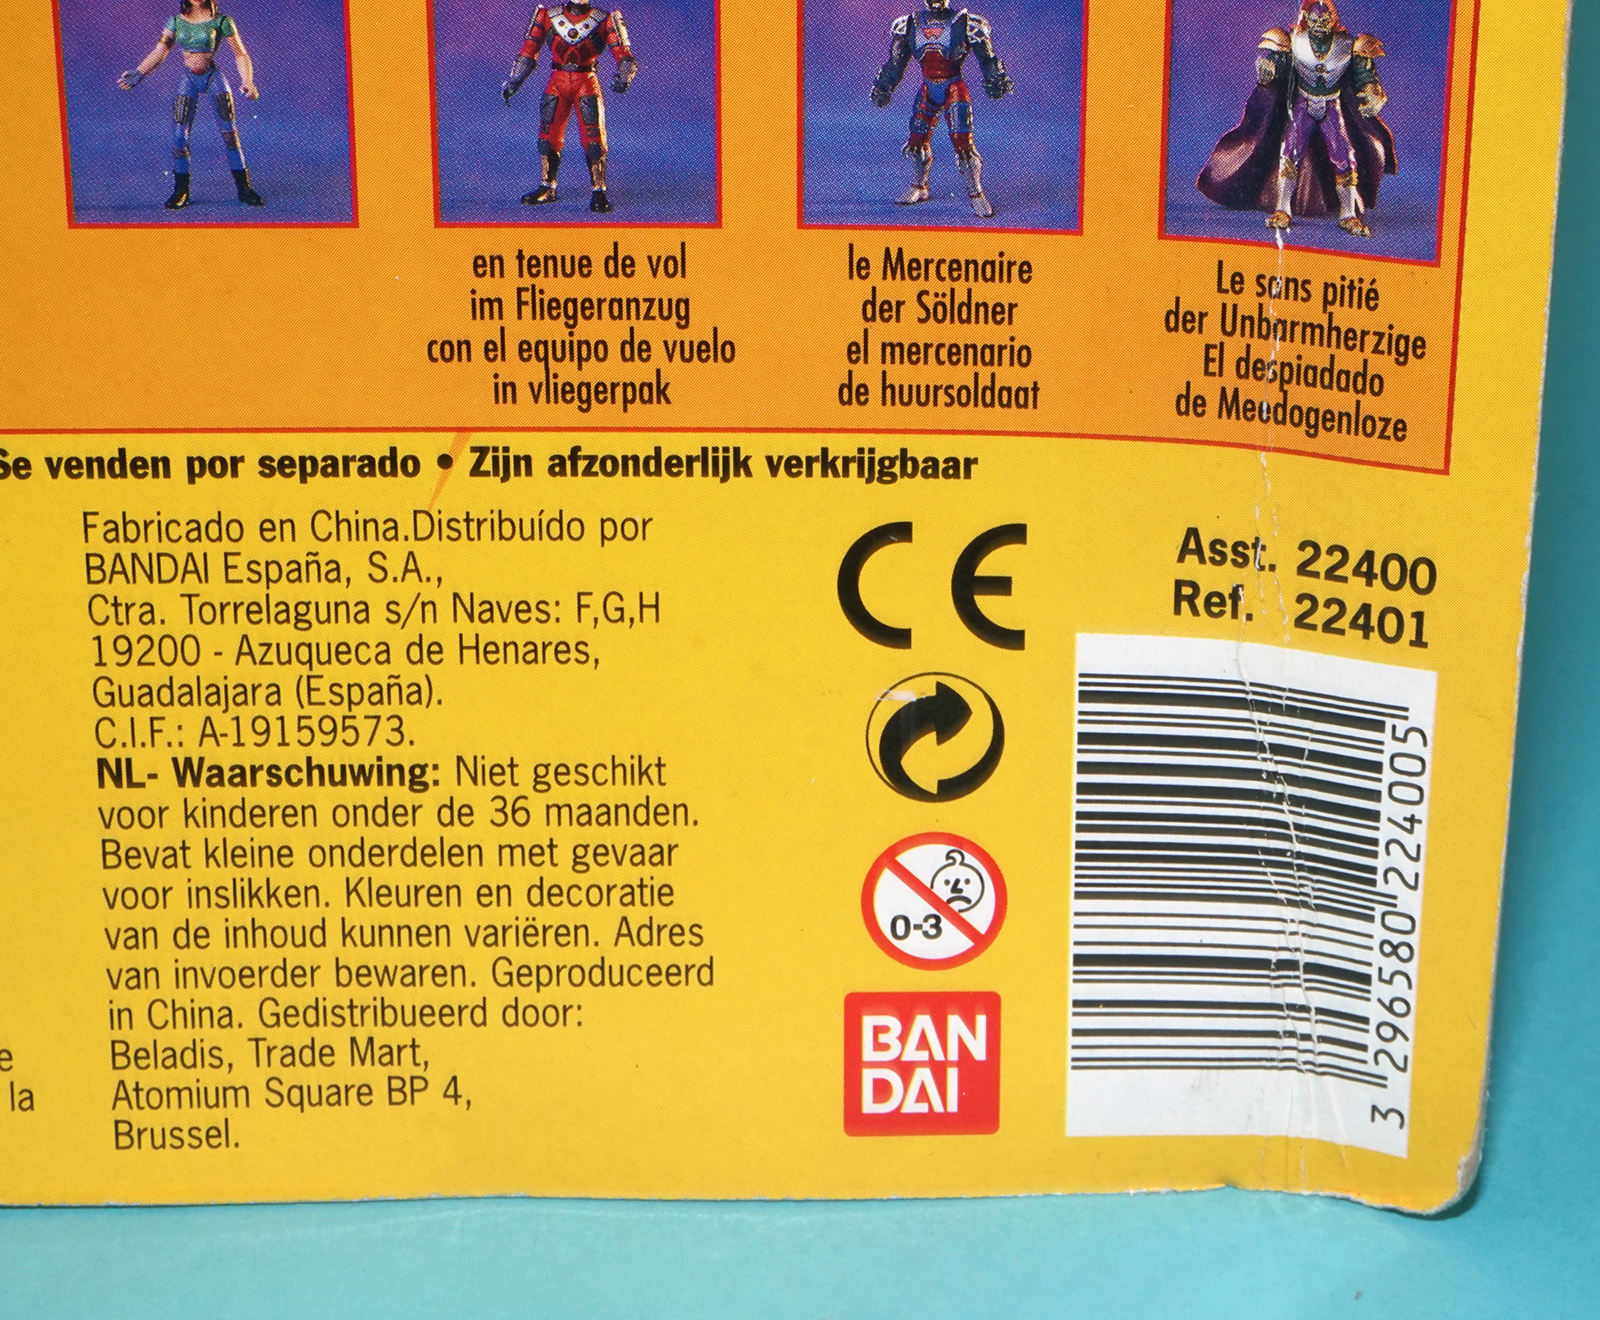 en tenue de vol
im Fliegeranzug
con el equipo de vuelo
in vliegerpak
le Mercenaire
der Söldner
el mercenario
de huursoldaat
Le sans pitié
der Unbarmherzige
El despiadado
de Meedogenloze
Se venden por separado • Zijn afzonderlijk verkrijgbaar
Fabricado en China.Distribuído por
BANDAI España, S.A.,
Ctra. Torrelaguna s/n Naves: F,G,H
19200 - Azuqueca de Henares,
Guadalajara (España).
C.I.F.: A-19159573.
NL- Waarschuwing: Niet geschikt
voor kinderen onder de 36 maanden.
Bevat kleine onderdelen met gevaar
voor inslikken. Kleuren en decoratie
van de inhoud kunnen variëren. Adres
van invoerder bewaren. Geproduceerd
in China. Gedistribueerd door:
Beladis, Trade Mart,
Atomium Square BP 4,
Brussel.
e
la
CE
0-3
BAN
DAI
Asst. 22400
Ref. 22401
3 296580 224005